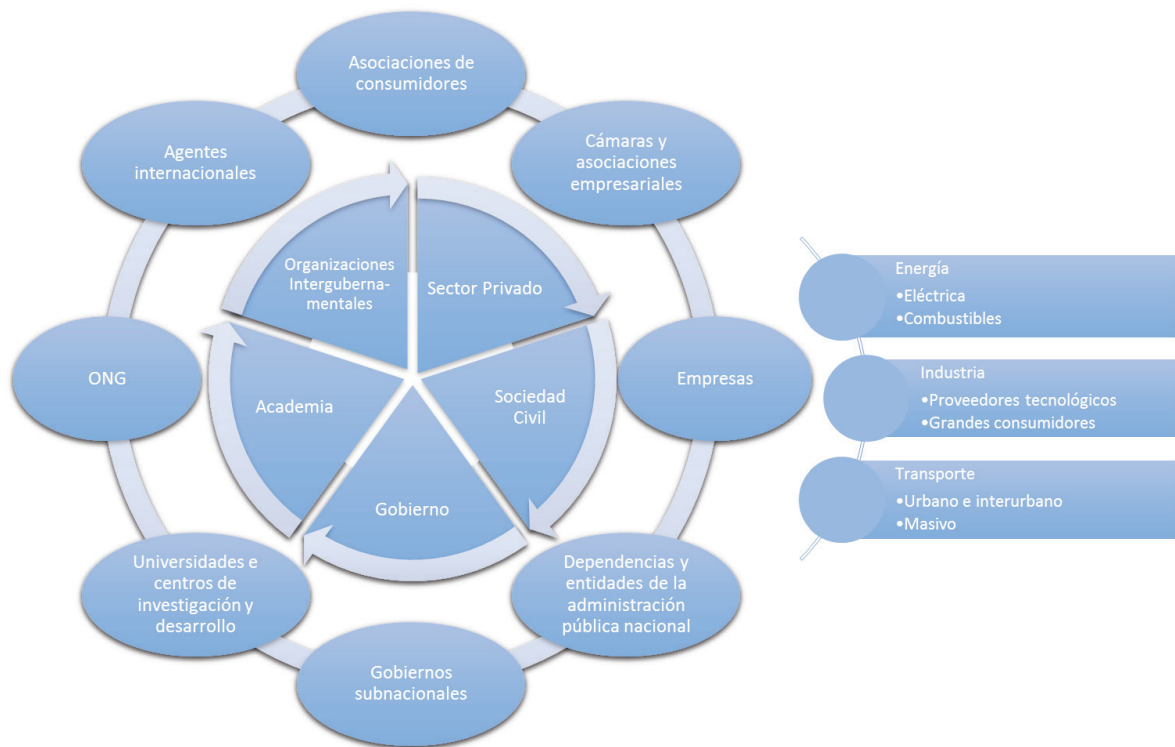 Asociaciones de
consumidores
Agentes
internacionales
Cámaras y
asociaciones
empresariales
Organizaciones
Interguberna-
mentales
Sector Privado
Energía
•Eléctrica
•Combustibles
ONG
Academia
Sociedad
Civil
Empresas
Industria
•Proveedores tecnológicos
•Grandes consumidores
Gobierno
Transporte
•Urbano e interurbano
•Masivo
Universidades e
centros de
investigación y
desarrollo
Dependencias y
entidades de la
administración
pública nacional
Gobiernos
subnacionales